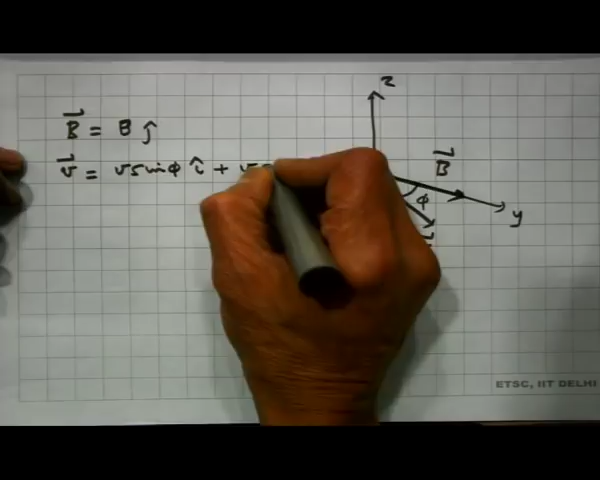 z
B⃗ = B ĵ
B⃗
v⃗ = v sin φ î + v
φ
y
ETSC, IIT DELHI